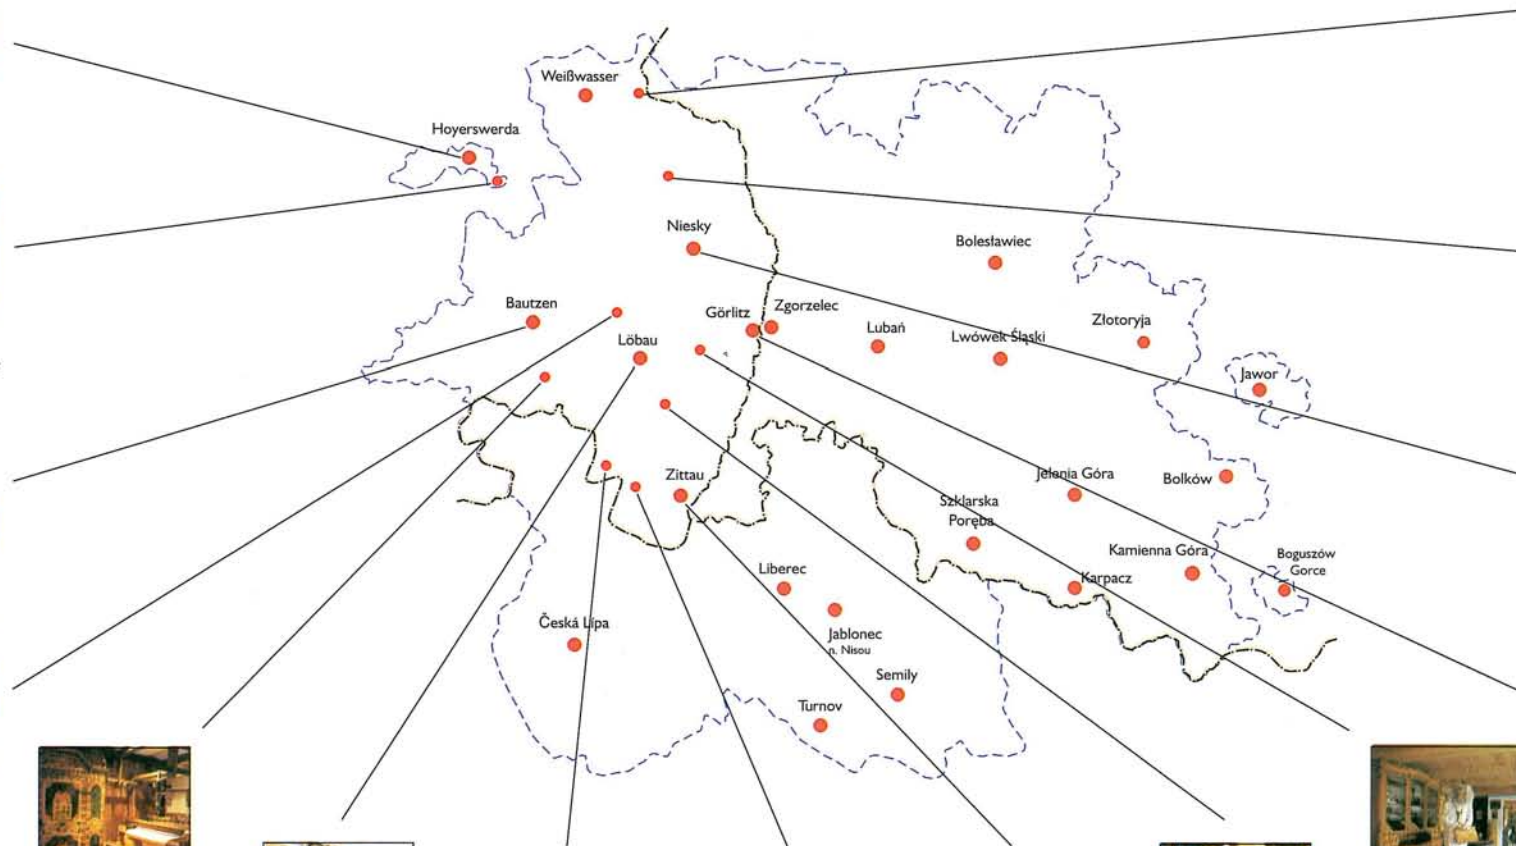 Weißwasser
Hoyerswerda
Niesky
Bolesławiec
Bautzen
Görlitz
Zgorzelec
Löbau
Lubań
Lwówek Śląski
Złotoryja
Jawor
Zittau
Jelenia Góra
Bolków
Szklarska
Poręba
Liberec
Kamienna Góra
Boguszów
Gorce
Karpacz
Česká Lípa
Jablonec
n. Nisou
Semily
Turnov